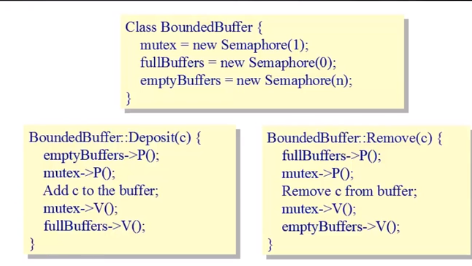 Class BoundedBuffer {
mutex = new Semaphore(1);
fullBuffers = new Semaphore(0);
emptyBuffers = new Semaphore(n);
}
BoundedBuffer::Deposit(c) {
emptyBuffers->P();
mutex->P();
Add c to the buffer;
mutex->V();
fullBuffers->V();
}
BoundedBuffer::Remove(c) {
fullBuffers->P();
mutex->P();
Remove c from buffer;
mutex->V();
emptyBuffers->V();
}